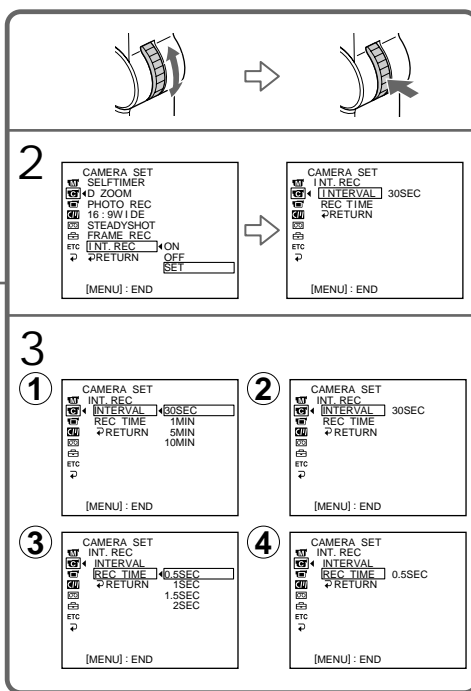 2
CAMERA SET
SELFTIMER
D ZOOM
PHOTO REC
16 : 9WIDE
STEADYSHOT
FRAME REC
INT. REC ON
RETURN OFF
SET
ETC
[MENU] : END
CAMERA SET
INT. REC
INTERVAL 30SEC
REC TIME
RETURN
ETC
[MENU] : END
3
1
CAMERA SET
INT. REC
INTERVAL 30SEC
REC TIME 1MIN
RETURN 5MIN
10MIN
ETC
[MENU] : END
2
CAMERA SET
INT. REC
INTERVAL 30SEC
REC TIME
RETURN
ETC
[MENU] : END
3
CAMERA SET
INT. REC
INTERVAL
REC TIME 0.5SEC
RETURN 1SEC
1.5SEC
2SEC
ETC
[MENU] : END
4
CAMERA SET
INT. REC
INTERVAL
REC TIME 0.5SEC
RETURN
ETC
[MENU] : END